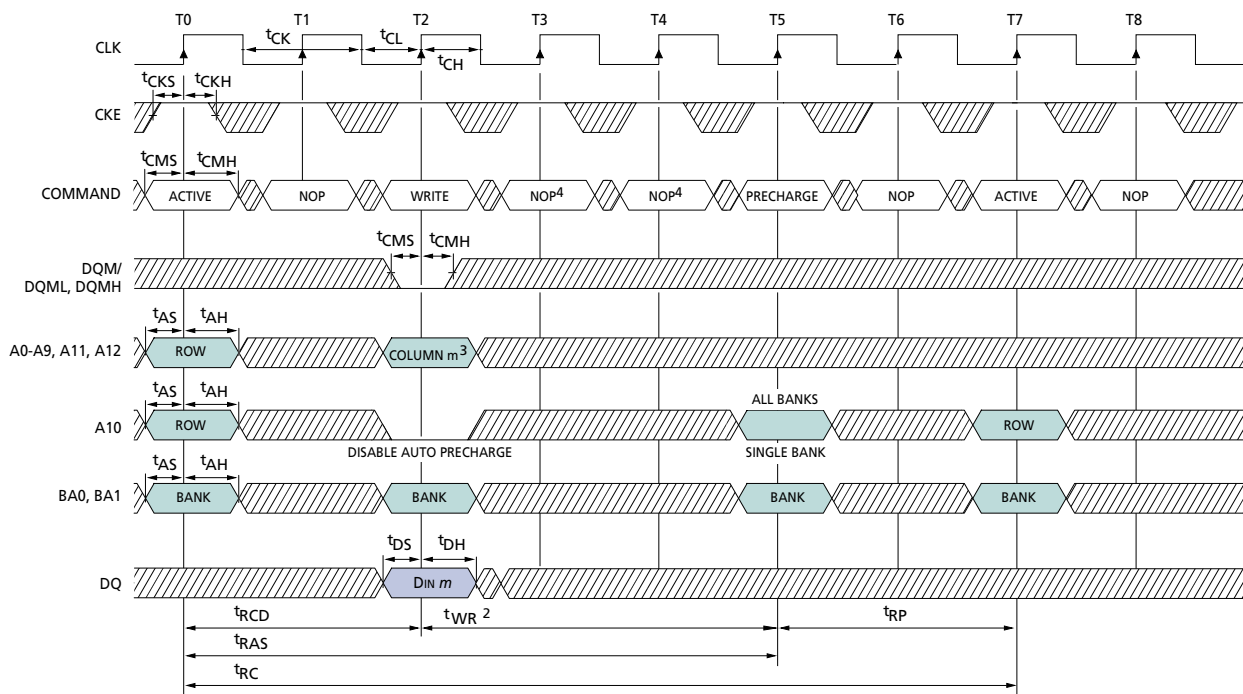 T0 T1 T2 T3 T4 T5 T6 T7 T8
CLK
tCK tCL tCH
tCKS tCKH
CKE
tCMS tCMH
COMMAND ACTIVE NOP WRITE NOP4 NOP4 PRECHARGE NOP ACTIVE NOP
tCMS tCMH
DQM/
DQML, DQMH
tAS tAH
A0-A9, A11, A12 ROW COLUMN m3
tAS tAH ALL BANKS
A10 ROW ROW
DISABLE AUTO PRECHARGE SINGLE BANK
tAS tAH
BA0, BA1 BANK BANK BANK BANK
tDS tDH
DQ DIN m
tRCD tWR 2 tRP
tRAS
tRC